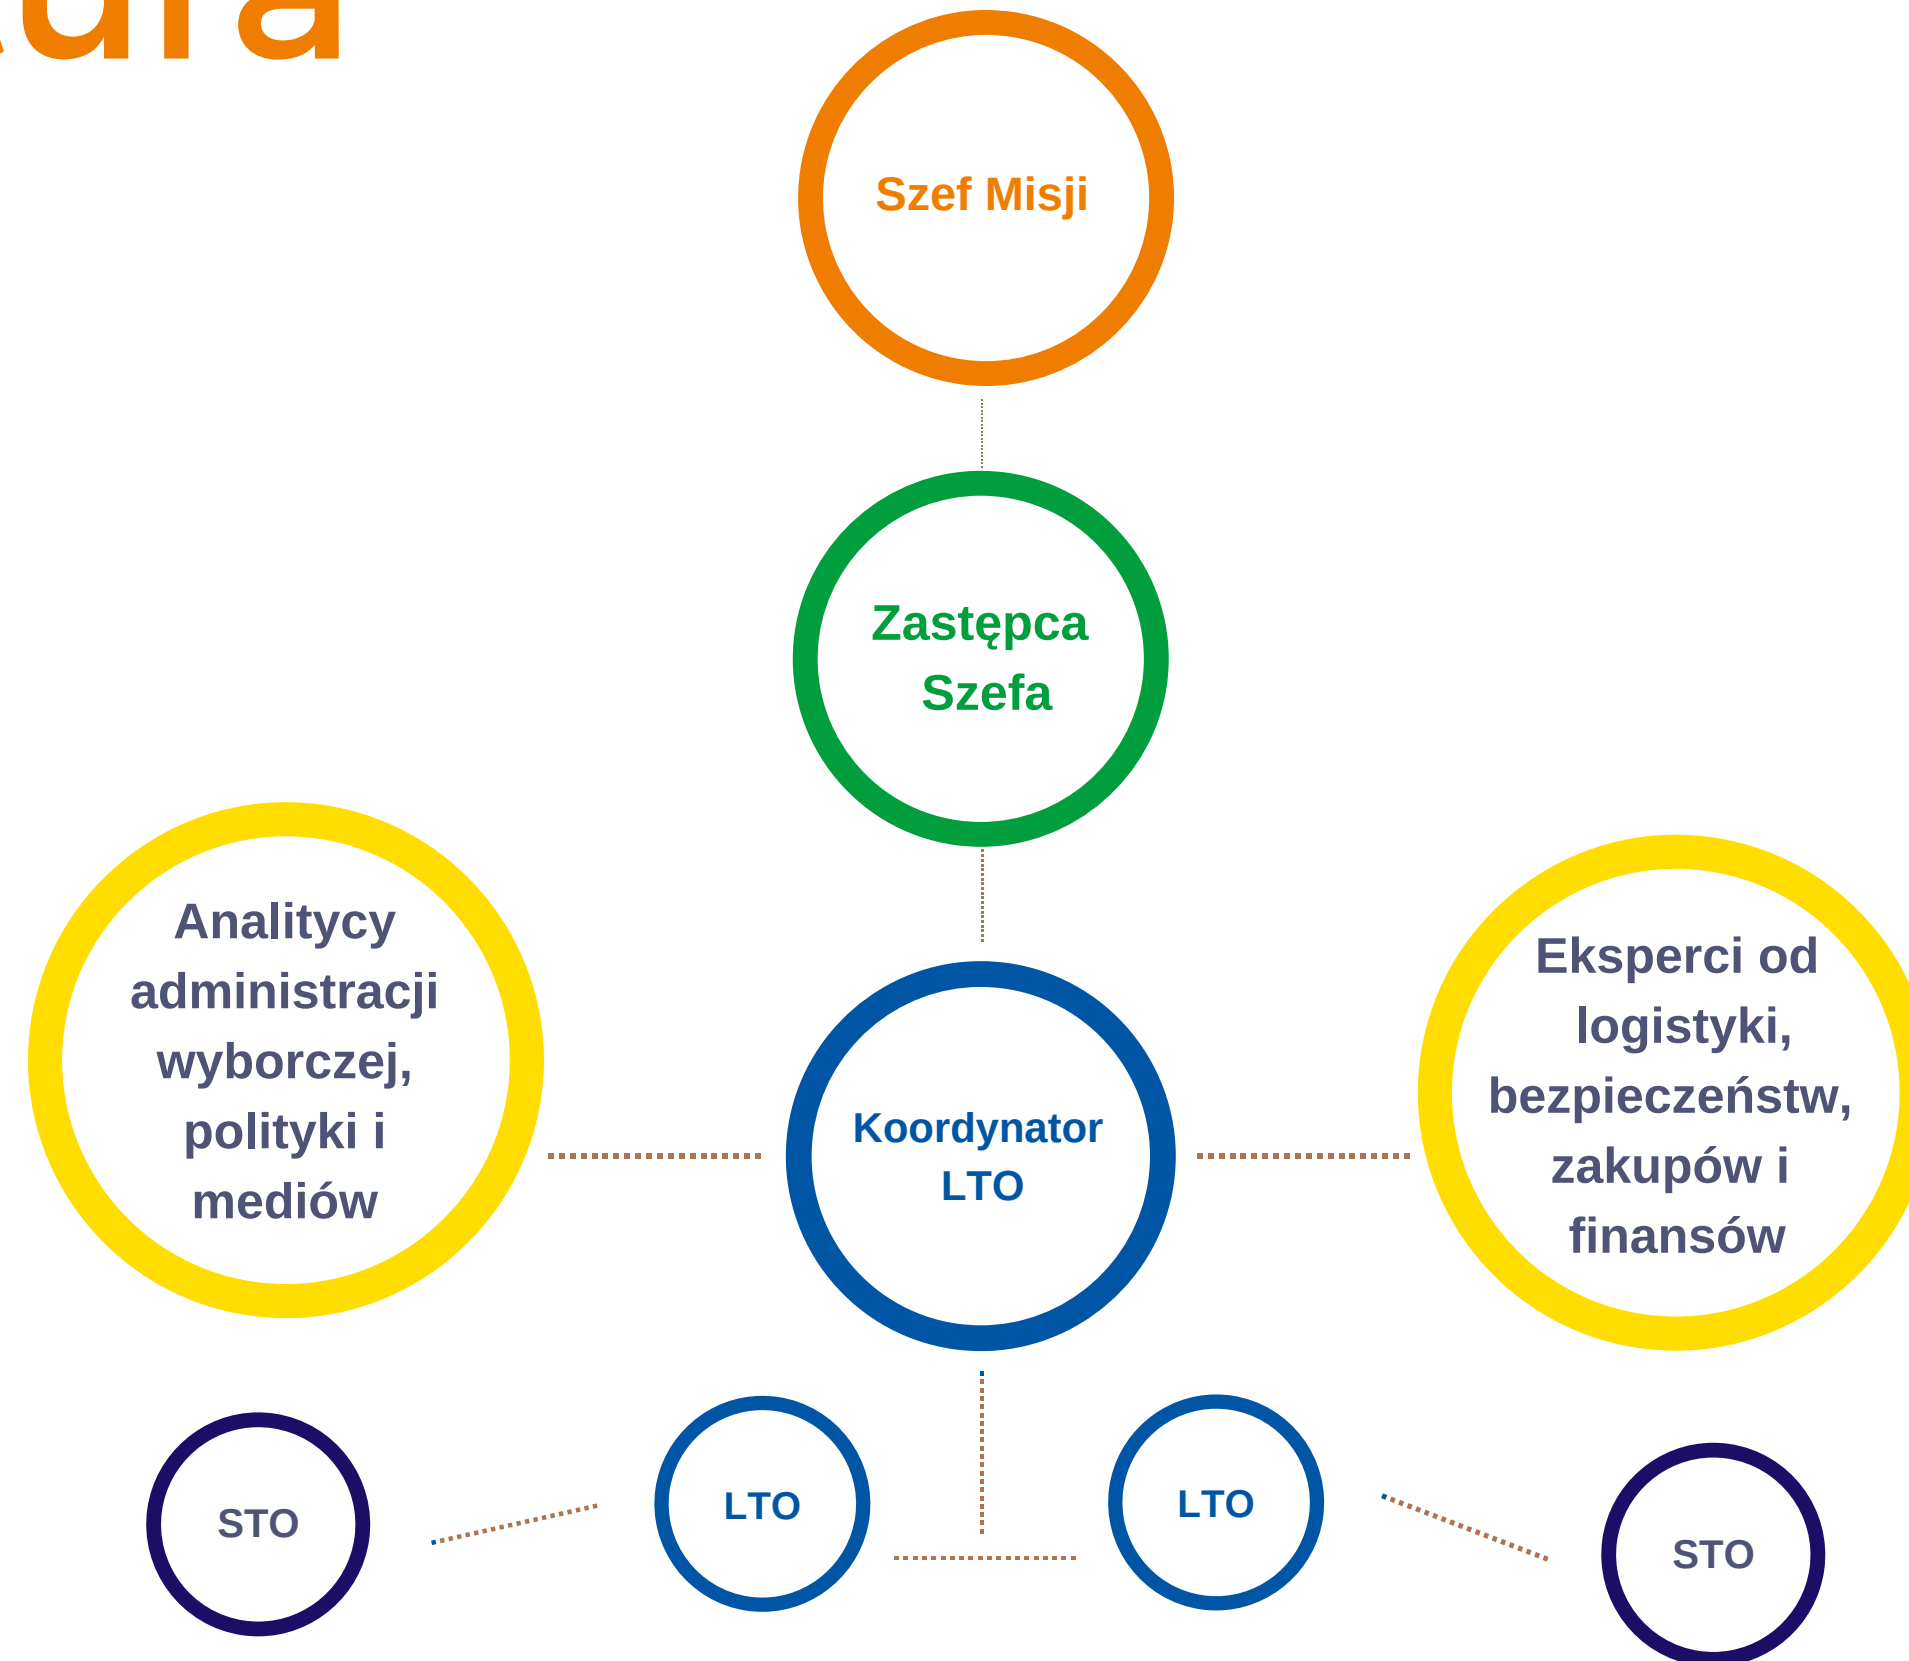 Szef Misji
Zastępca
Szefa
Analitycy
administracji
wyborczej,
polityki i
mediów
Koordynator
LTO
Eksperci od
logistyki,
bezpieczeństw,
zakupów i
finansów
STO
LTO
LTO
STO